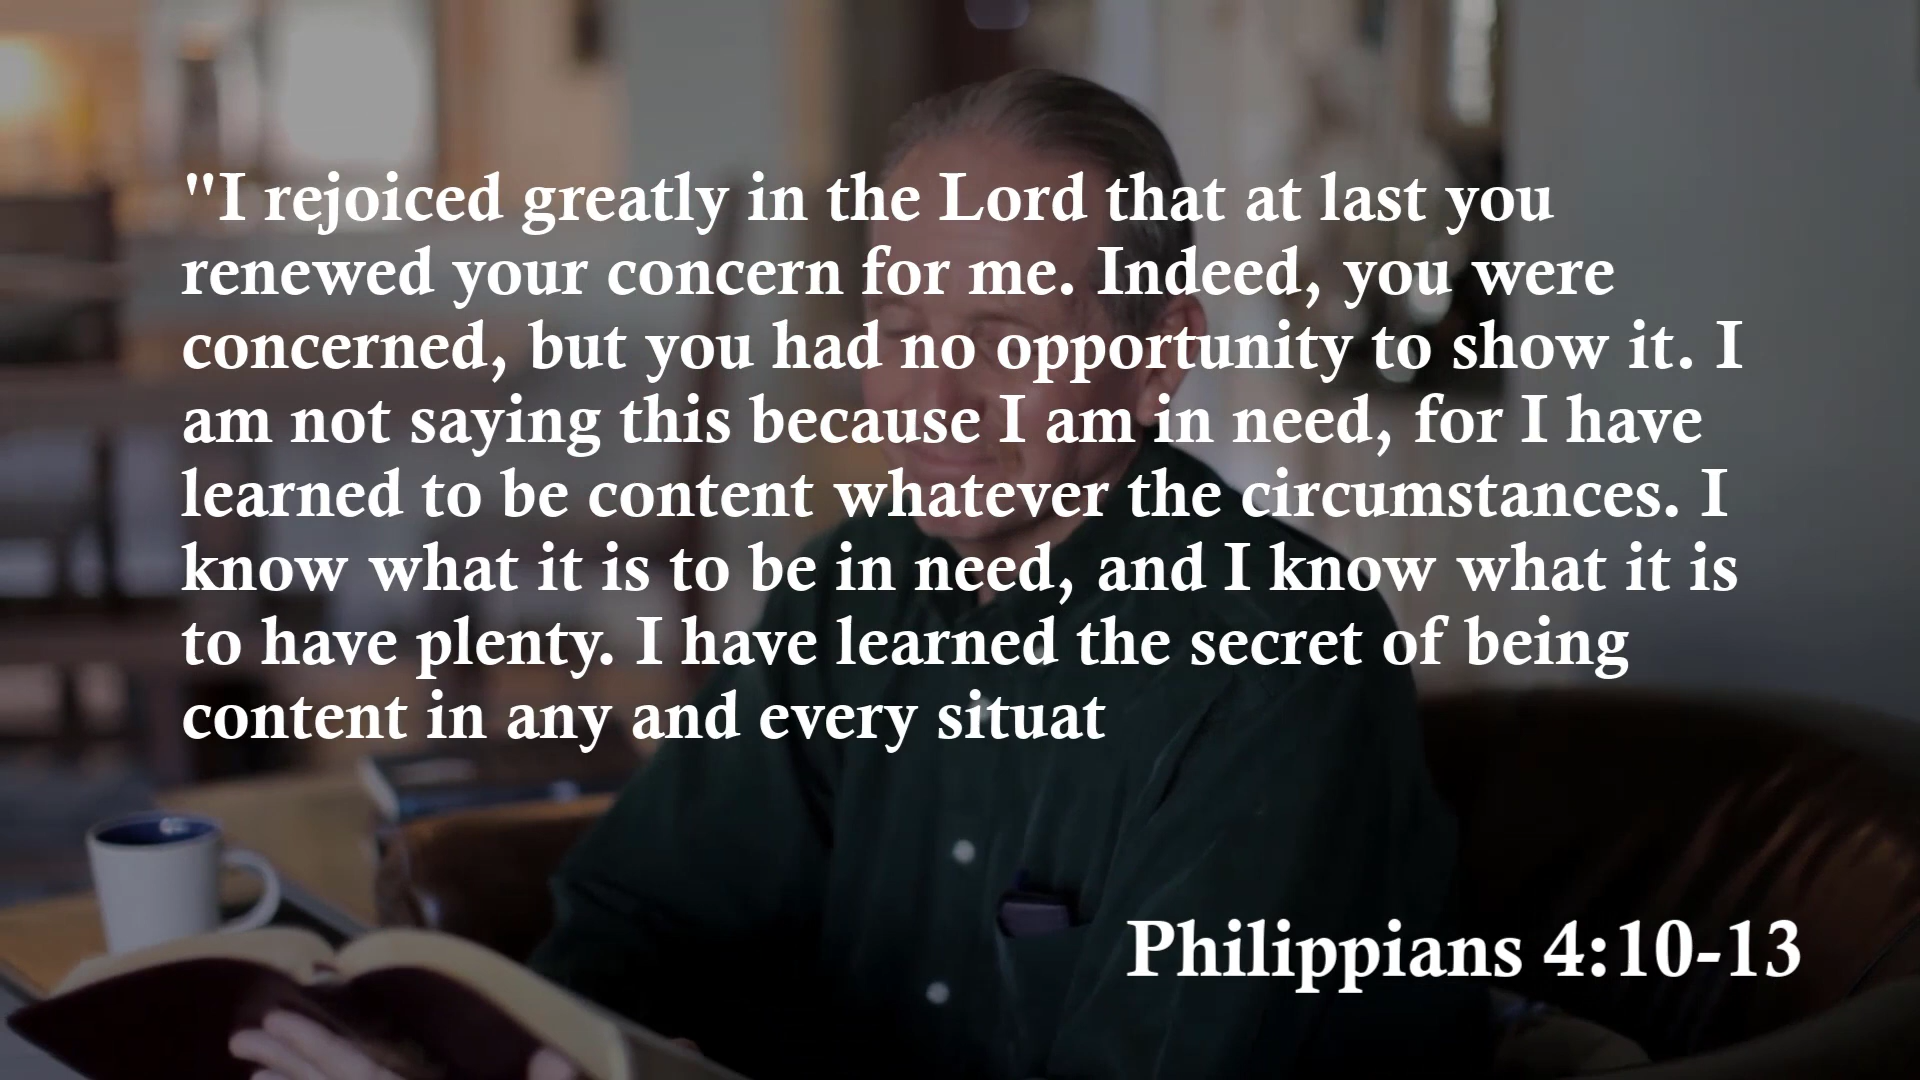 "I rejoiced greatly in the Lord that at last you
renewed your concern for me. Indeed, you were
concerned, but you had no opportunity to show it. I
am not saying this because I am in need, for I have
learned to be content whatever the circumstances. I
know what it is to be in need, and I know what it is
to have plenty. I have learned the secret of being
content in any and every situat
Philippians 4:10-13